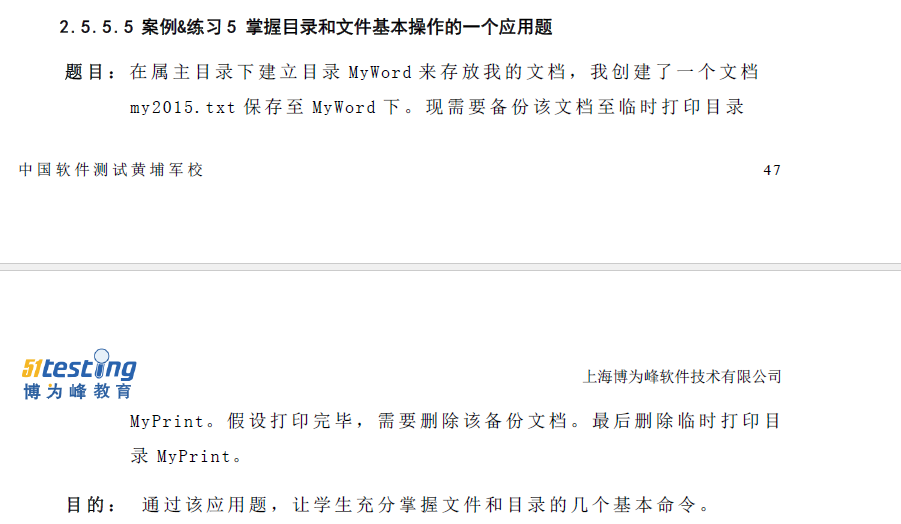 2.5.5.5 案例&练习5 掌握目录和文件基本操作的一个应用题
题目：在属主目录下建立目录 MyWord 来存放我的文档，我创建了一个文档
my2015.txt 保存至 MyWord 下。现需要备份该文档至临时打印目录
中国软件测试黄埔军校 47
51testing
博为峰教育
上海博为峰软件技术有限公司
MyPrint。假设打印完毕，需要删除该备份文档。最后删除临时打印目
录 MyPrint。
目的： 通过该应用题，让学生充分掌握文件和目录的几个基本命令。